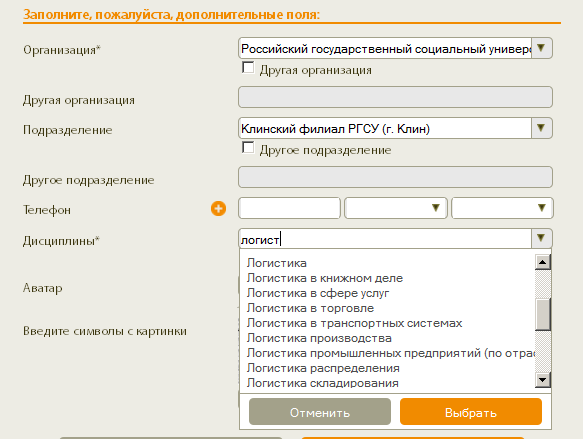 Заполните, пожалуйста, дополнительные поля:
Организация*
Российский государственный социальный универс
Другая организация
Другая организация
Подразделение
Клинский филиал РГСУ (г. Клин)
Другое подразделение
Другое подразделение
Телефон
Дисциплины*
логист
Логистика
Логистика в книжном деле
Логистика в сфере услуг
Аватар
Логистика в торговле
Логистика в транспортных системах
Введите символы с картинки
Логистика производства
Логистика промышленных предприятий (по отрас
Логистика распределения
Логистика складирования
Отменить
Выбрать